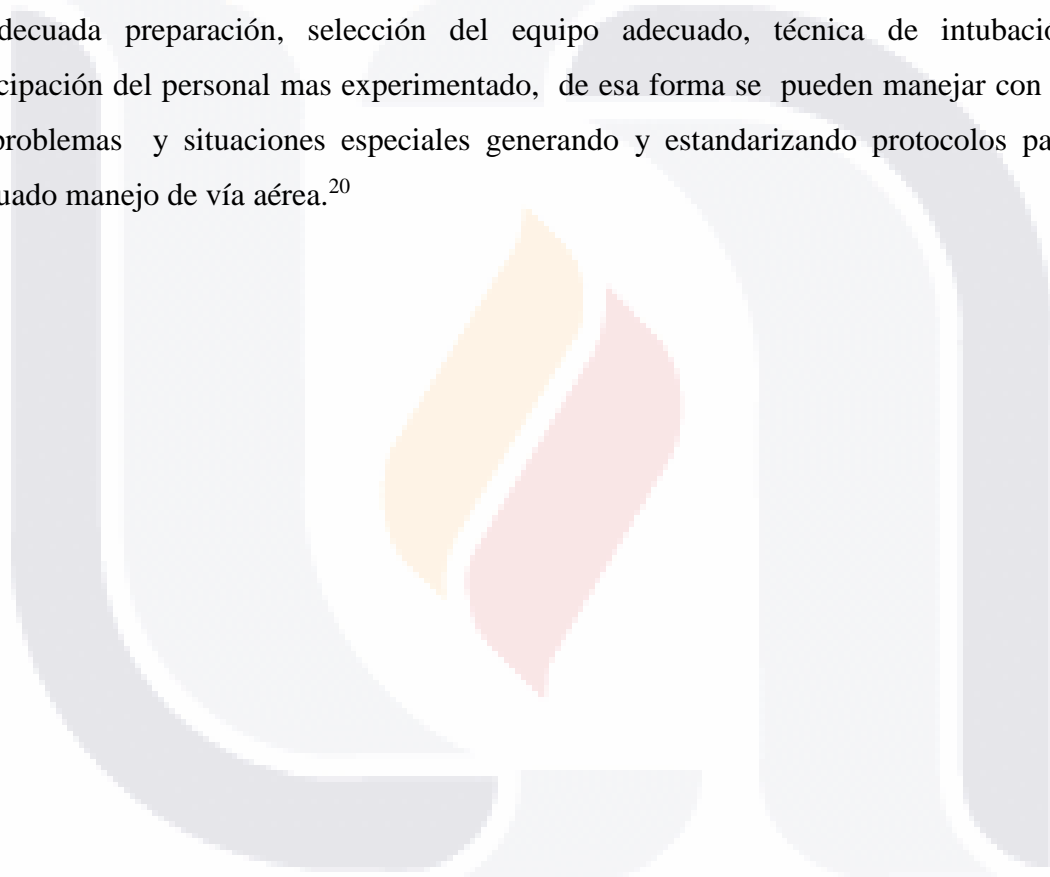 decuada preparación, selección del equipo adecuado, técnica de intubació
cipación del personal mas experimentado, de esa forma se pueden manejar con
problemas y situaciones especiales generando y estandarizando protocolos pa
uado manejo de vía aérea.20